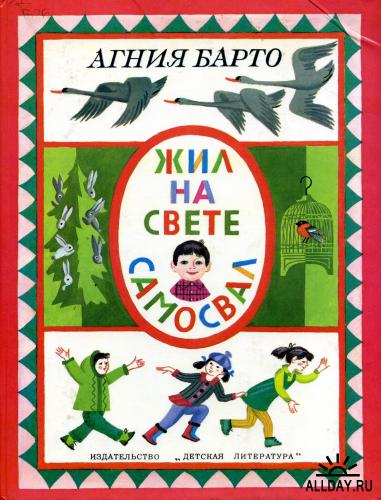 АГНИЯ БАРТО
ЖИЛ
НА
СВЕТЕ
САМОСВАЛ
ИЗДАТЕЛЬСТВО „ДЕТСКАЯ ЛИТЕРАТУРА"
ALLDAY.RU